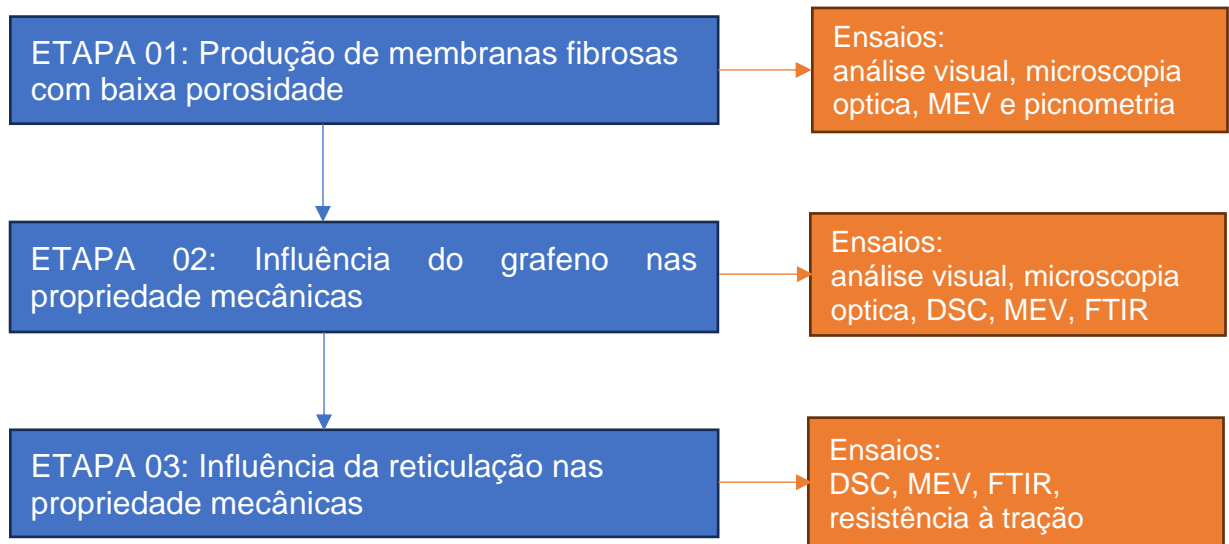 ETAPA 01: Produção de membranas fibrosas
com baixa porosidade
Ensaios:
análise visual, microscopia
optica, MEV e picnometria
ETAPA 02: Influência do grafeno nas
propriedade mecânicas
Ensaios:
análise visual, microscopia
optica, DSC, MEV, FTIR
ETAPA 03: Influência da reticulação nas
propriedade mecânicas
Ensaios:
DSC, MEV, FTIR,
resistência à tração